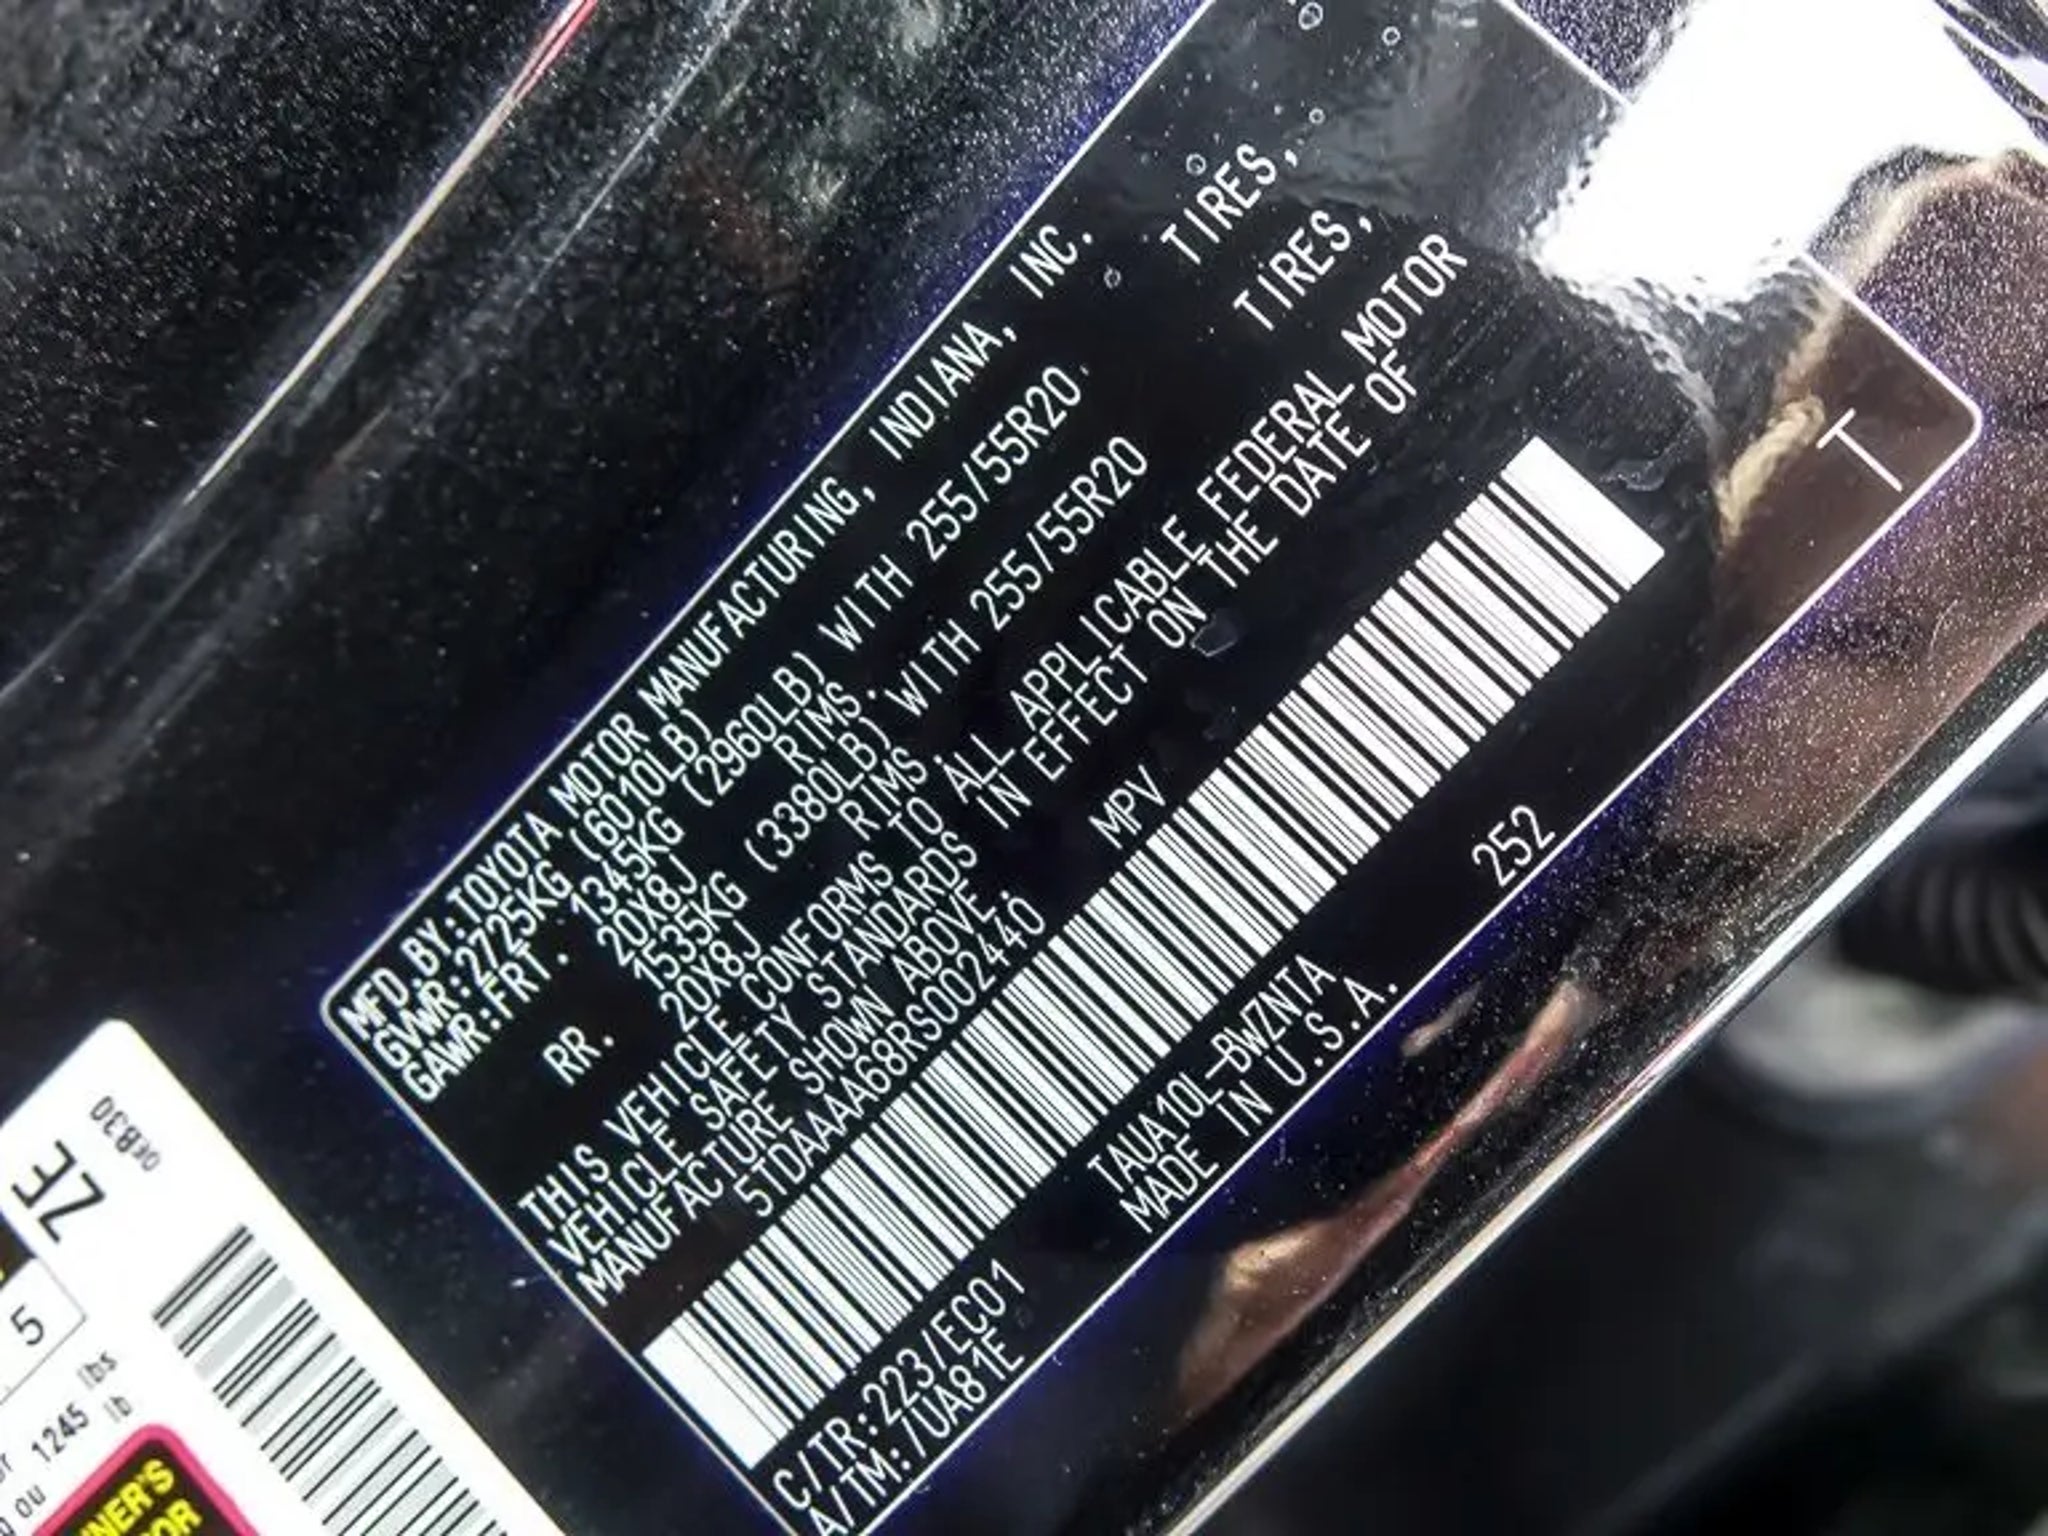 MFD.BY:TOYOTA MOTOR MANUFACTURING, INDIANA, INC.
GVWR:2725KG (6010LB)
GAWR:FRT. 1345KG (2960LB) WITH 255/55R20 TIRES,
20X8J RIMS.
RR. 1535KG (3380LB) WITH 255/55R20 TIRES,
20X8J RIMS.
THIS VEHICLE CONFORMS TO ALL APPLICABLE FEDERAL MOTOR
VEHICLE SAFETY STANDARDS IN EFFECT ON THE DATE OF
MANUFACTURE SHOWN ABOVE.
5TDAAAA68RS002440 MPV
T
C/TR:223/EC01 TAUA10L-BWZNTA 252
A/TM:/UA81E MADE IN U.S.A.
ZE
5
1245 lbs
lb